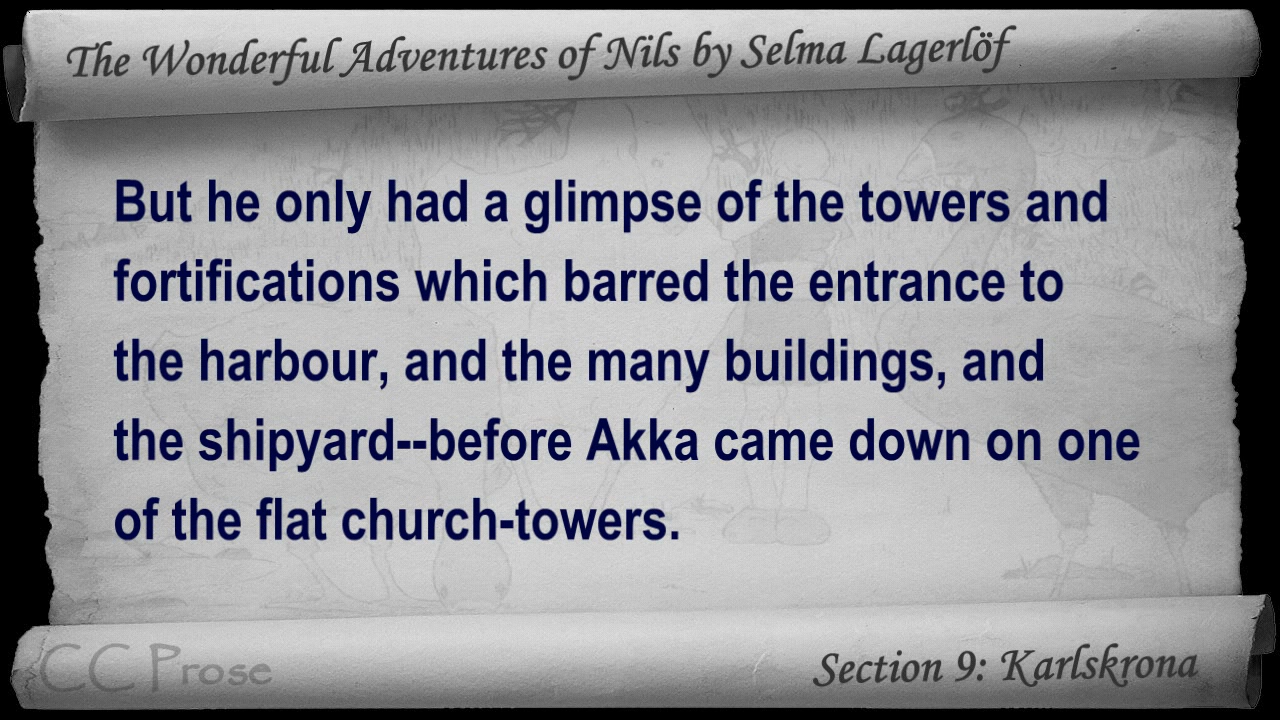 The Wonderful Adventures of Nils by Selma Lagerlöf
But he only had a glimpse of the towers and
fortifications which barred the entrance to
the harbour, and the many buildings, and
the shipyard--before Akka came down on one
of the flat church-towers.
CC Prose
Section 9: Karlskrona